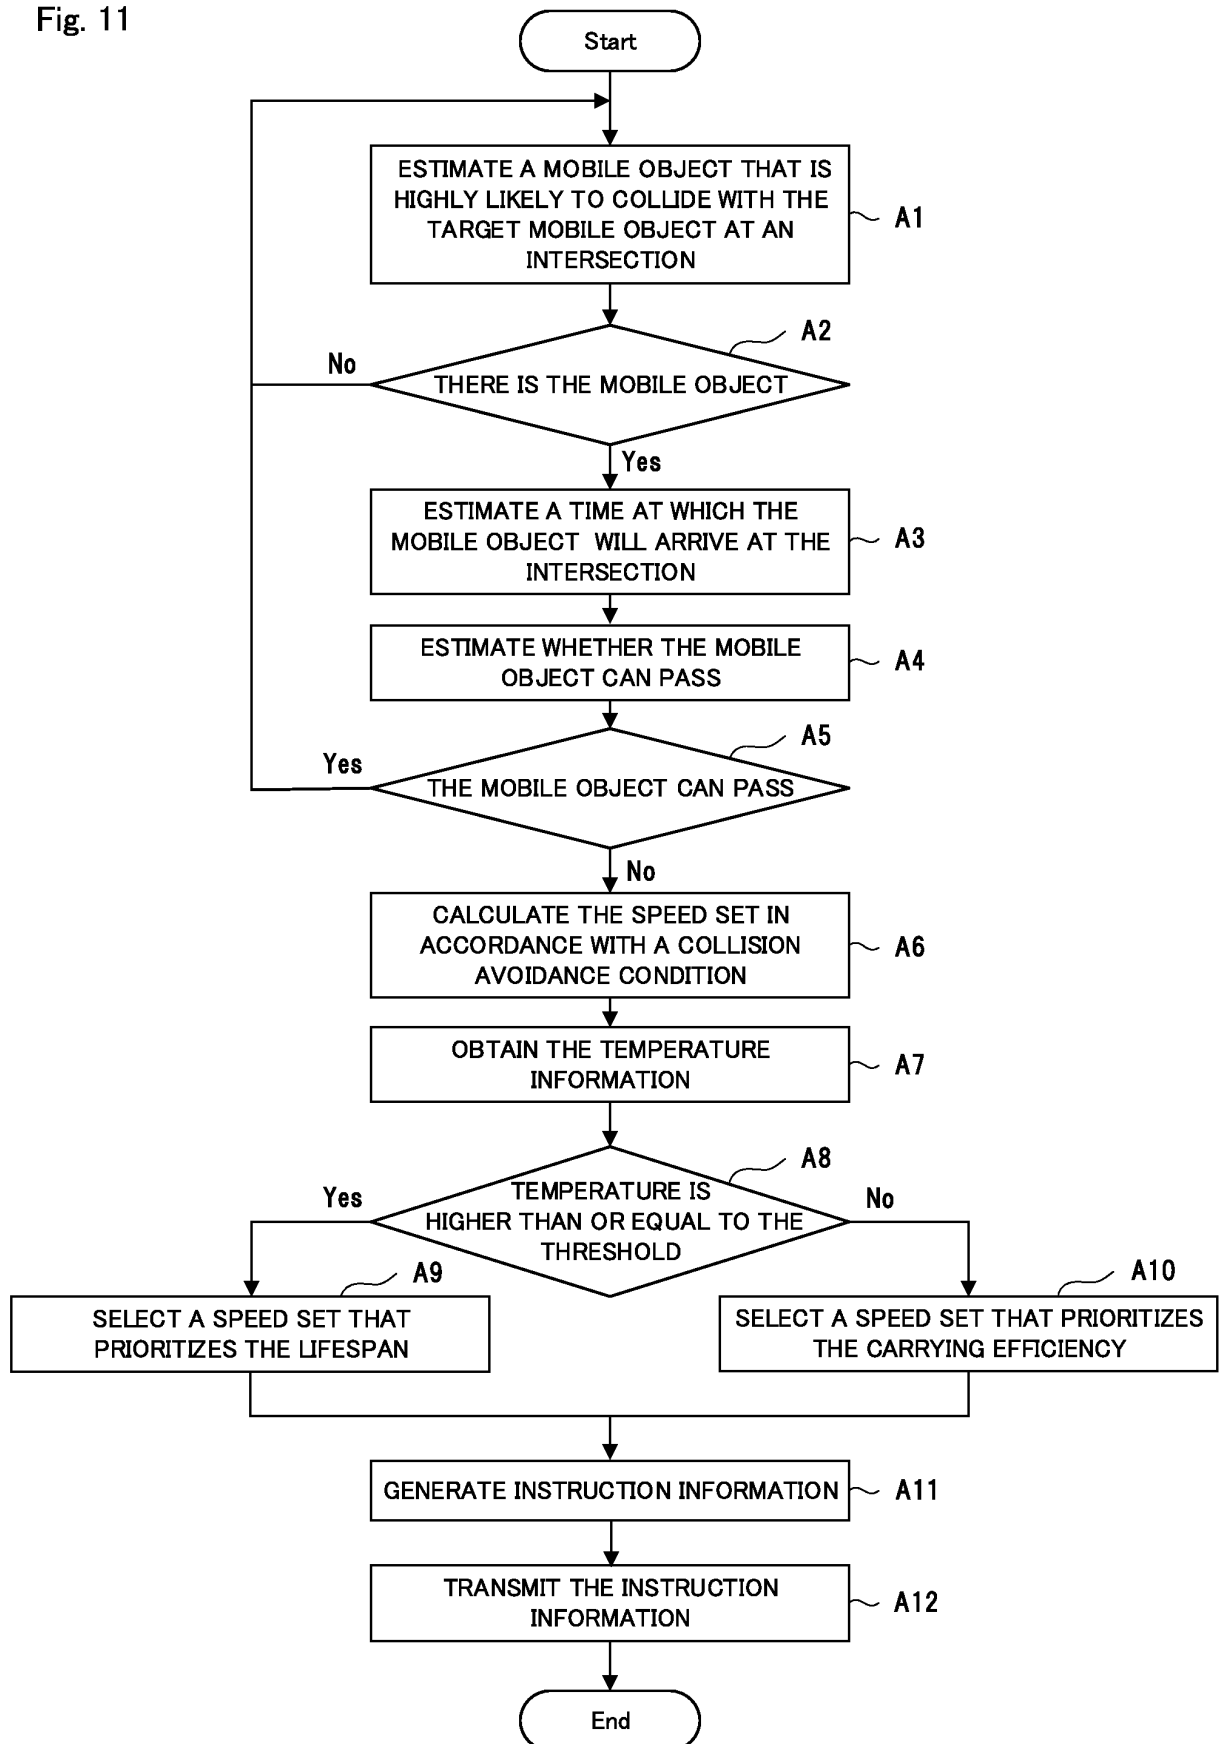 Fig. 11
Start
ESTIMATE A MOBILE OBJECT THAT IS
HIGHLY LIKELY TO COLLIDE WITH THE
TARGET MOBILE OBJECT AT AN
INTERSECTION
A1
A2
No
THERE IS THE MOBILE OBJECT
Yes
ESTIMATE A TIME AT WHICH THE
MOBILE OBJECT WILL ARRIVE AT THE
INTERSECTION
A3
ESTIMATE WHETHER THE MOBILE
OBJECT CAN PASS
A4
A5
Yes
THE MOBILE OBJECT CAN PASS
No
CALCULATE THE SPEED SET IN
ACCORDANCE WITH A COLLISION
AVOIDANCE CONDITION
A6
OBTAIN THE TEMPERATURE
INFORMATION
A7
A8
Yes
TEMPERATURE IS
HIGHER THAN OR EQUAL TO THE
THRESHOLD
No
A9
SELECT A SPEED SET THAT
PRIORITIZES THE LIFESPAN
A10
SELECT A SPEED SET THAT PRIORITIZES
THE CARRYING EFFICIENCY
GENERATE INSTRUCTION INFORMATION
A11
TRANSMIT THE INSTRUCTION
INFORMATION
A12
End